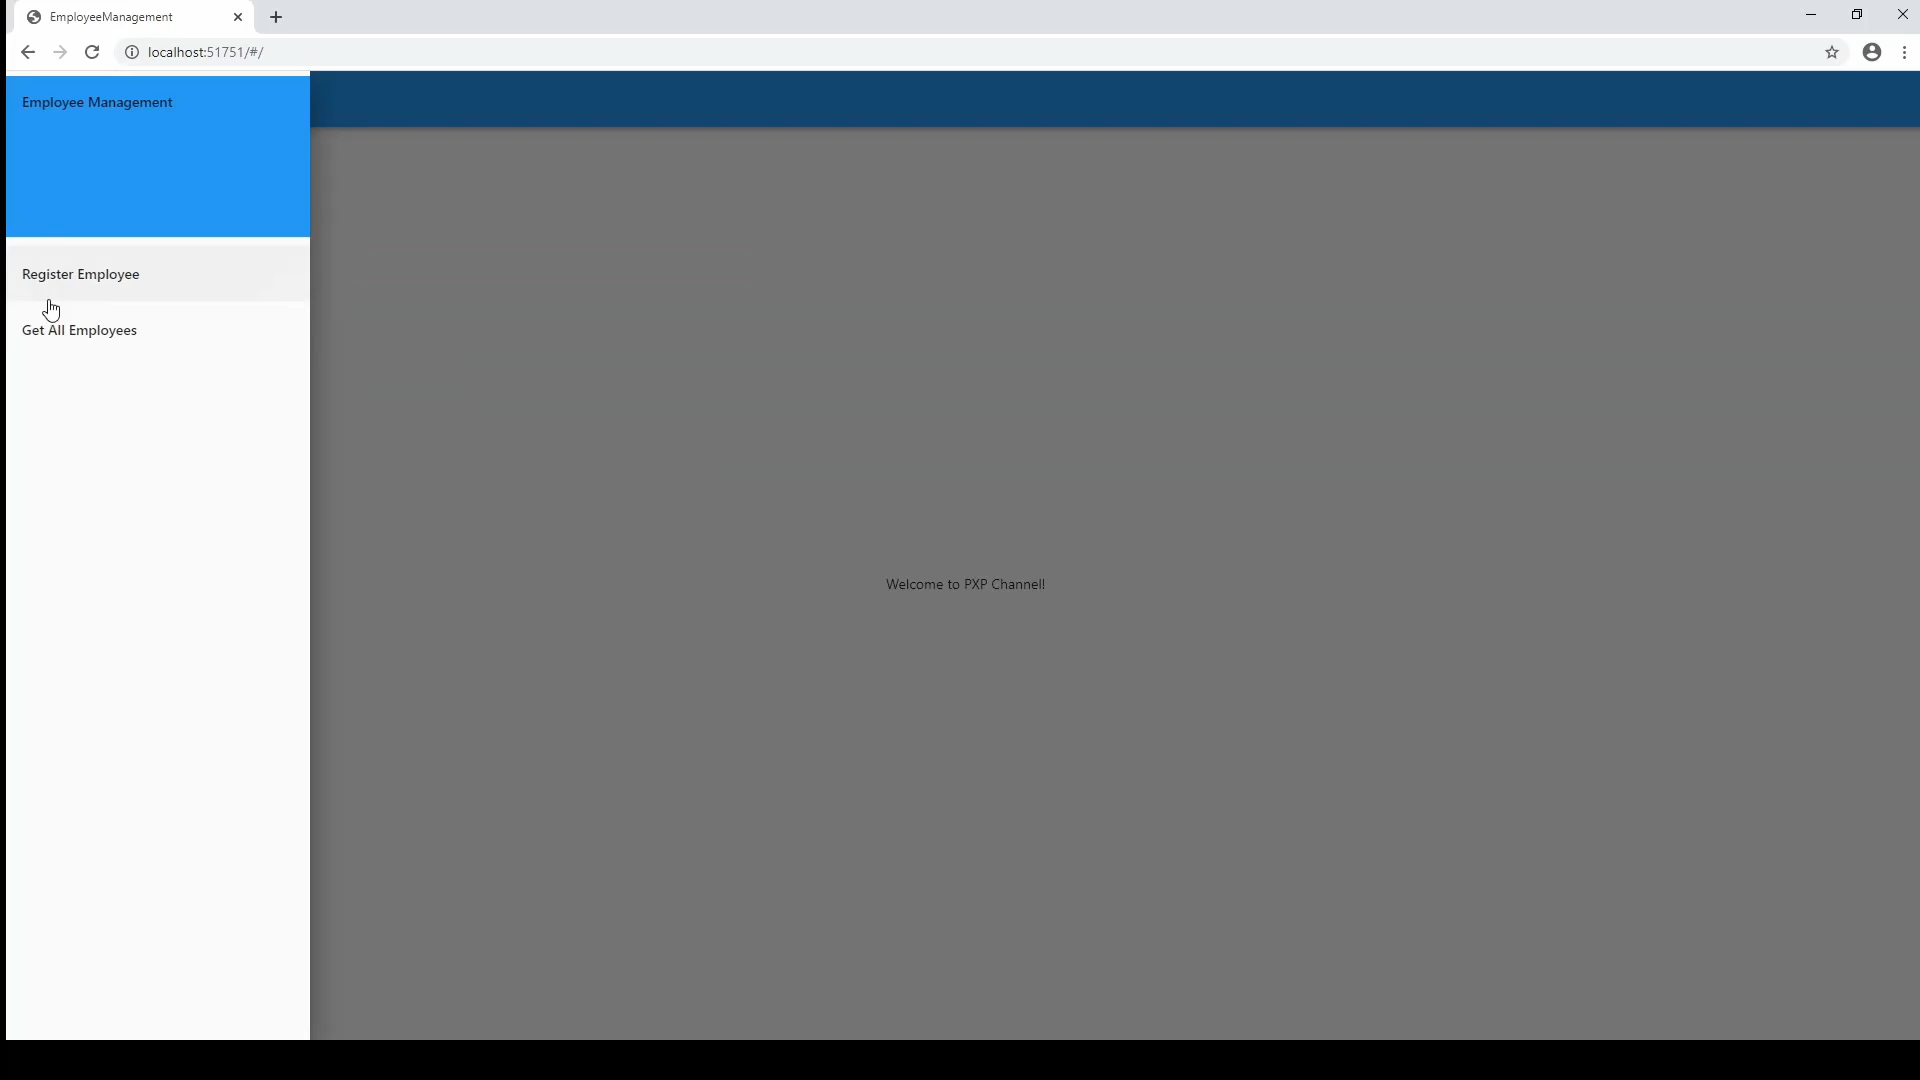 EmployeeManagement
localhost:51751/#/
Employee Management
Register Employee
Get All Employees
Welcome to PXP Channel!